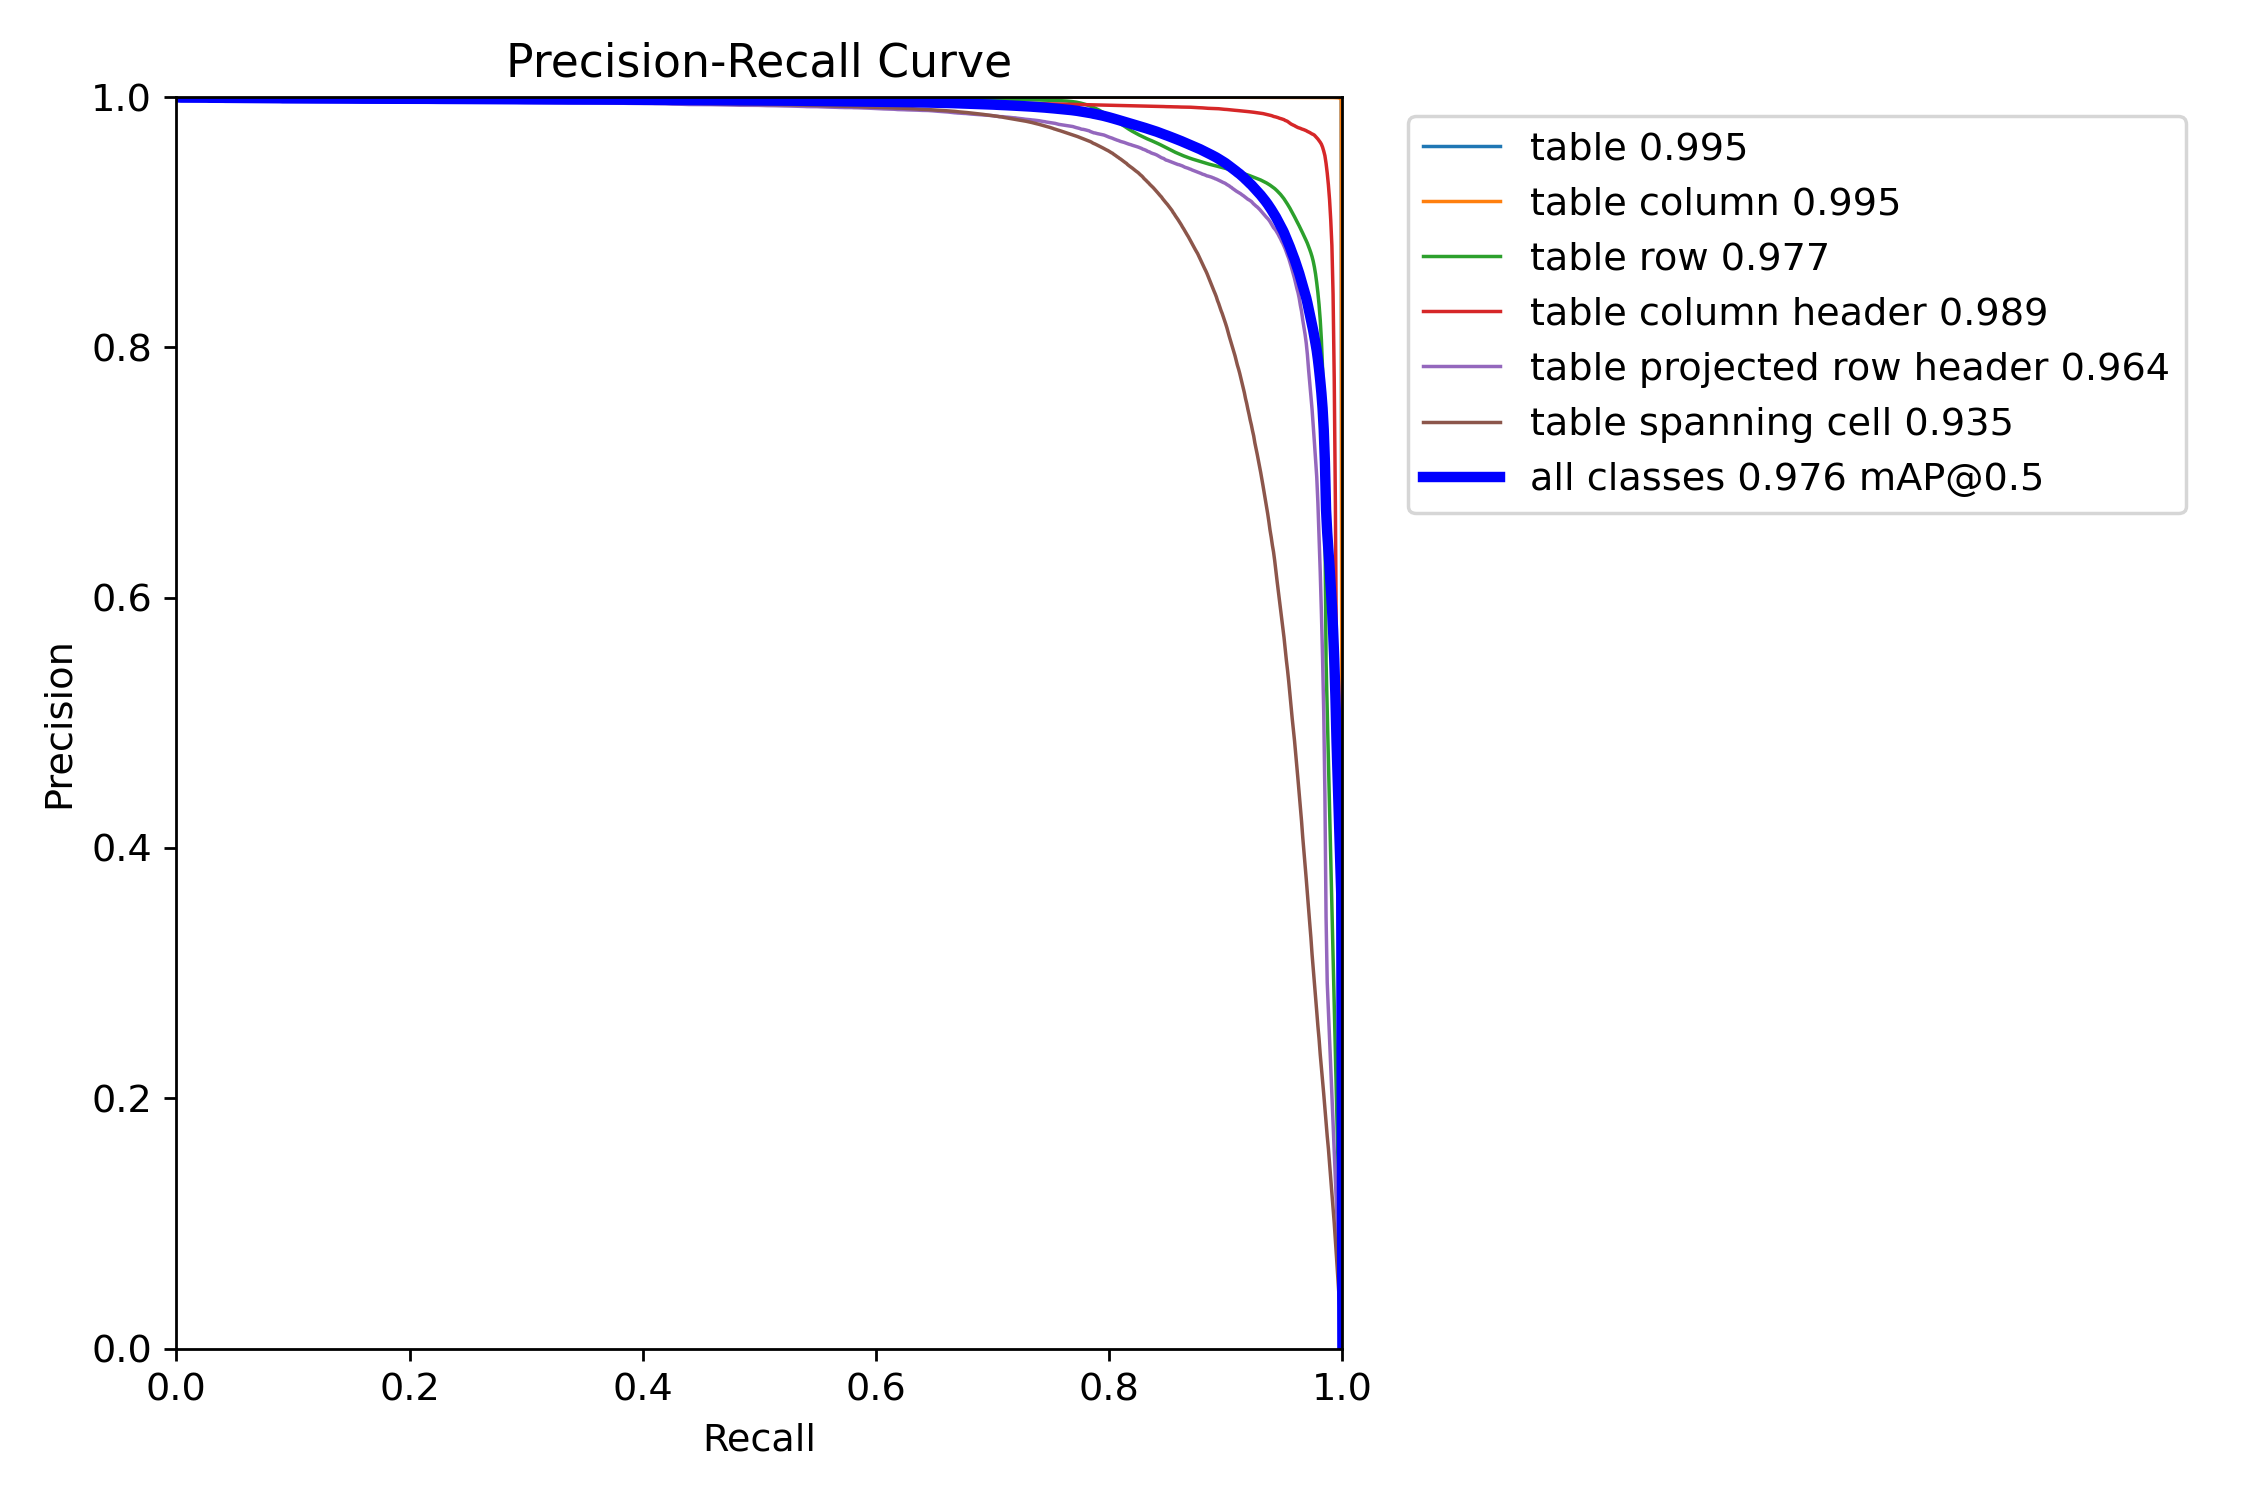 Precision-Recall Curve
1.0
0.8
0.6
0.4
0.2
0.0
Precision
0.0 0.2 0.4 0.6 0.8 1.0
Recall
table 0.995
table column 0.995
table row 0.977
table column header 0.989
table projected row header 0.964
table spanning cell 0.935
all classes 0.976 mAP@0.5